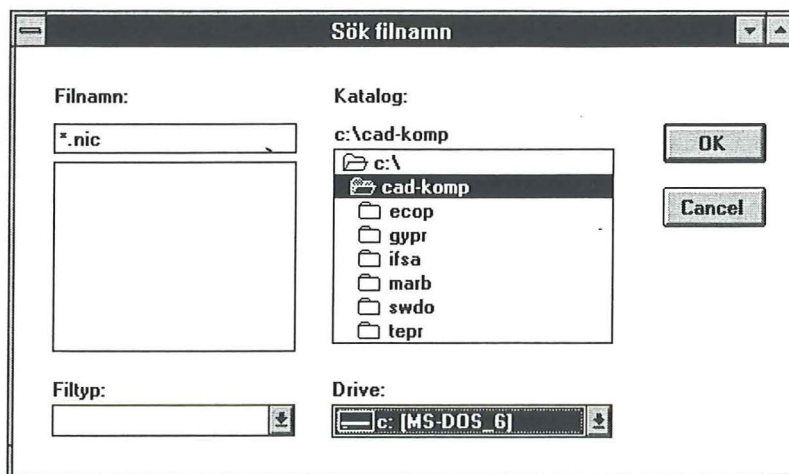 Sök filnamn
Filnamn:
*.nic
Katalog:
c:\cad-komp
c:\
cad-komp
ecop
gypr
ifsa
marb
swdo
tepr
OK
Cancel
Filtyp:
Drive:
c: [MS-DOS_6]